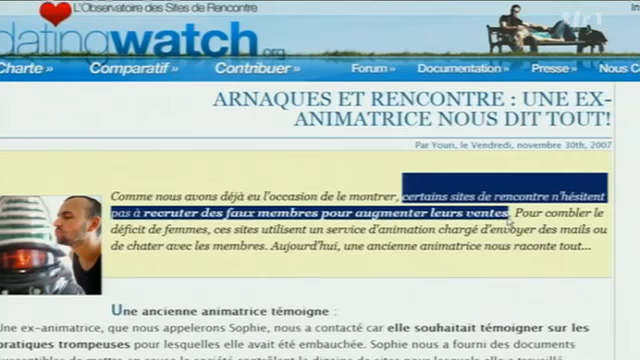 L'Observatoire des Sites de Rencontre
datingwatch.org
Charte » Comparatif » Contribuer » Forum » Documentation » Presse » Nous
ARNAQUES ET RENCONTRE : UNE EX-
ANIMATRICE NOUS DIT TOUT!
Par Youri, le Vendredi, novembre 30th, 2007
Comme nous avons déjà eu l'occasion de le montrer, certains sites de rencontre n'hésitent
pas à recruter des faux membres pour augmenter leurs ventes. Pour combler le
déficit de femmes, ces sites utilisent un service d'animation chargé d'envoyer des mails ou
de chater avec les membres. Aujourd'hui, une ancienne animatrice nous raconte tout...
Une ancienne animatrice témoigne :
Une ex-animatrice, que nous appelerons Sophie, nous a contacté car elle souhaitait témoigner sur les
pratiques trompeuses pour lesquelles elle avait été embauchée. Sophie nous a fourni des documents